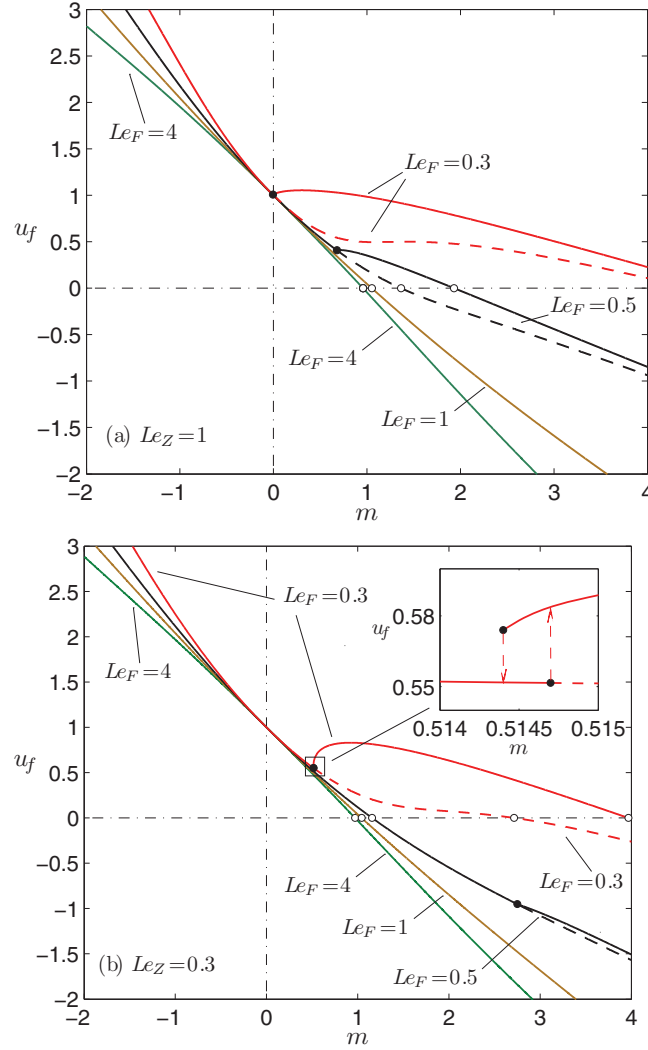 3
2.5
2
1.5
1
0.5
0
−0.5
−1
−1.5
−2
u_f
Le_F=4
Le_F=0.3
Le_F=0.5
Le_F=4
Le_F=1
(a) Le_Z=1
−2 −1 0 1 2 3 4
m
3
2.5
2
1.5
1
0.5
0
−0.5
−1
−1.5
−2
u_f
Le_F=0.3
Le_F=4
0.58
u_f
0.55
0.514 0.5145 0.515
m
Le_F=0.3
Le_F=4
Le_F=1
Le_F=0.5
(b) Le_Z=0.3
−2 −1 0 1 2 3 4
m